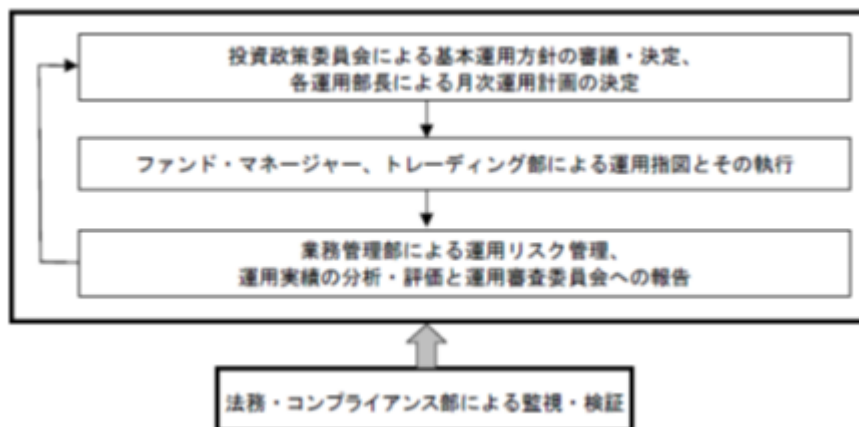 投資政策委員会による基本運用方針の審議・決定、
各運用部長による月次運用計画の決定
ファンド・マネージャー、トレーディング部による運用指図とその執行
業務管理部による運用リスク管理、
運用実績の分析・評価と運用審査委員会への報告
法務・コンプライアンス部による監視・検証